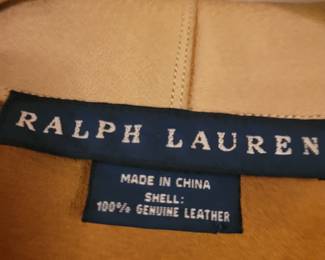 RALPH LAUREN
MADE IN CHINA
SHELL:
100% GENUINE LEATHER